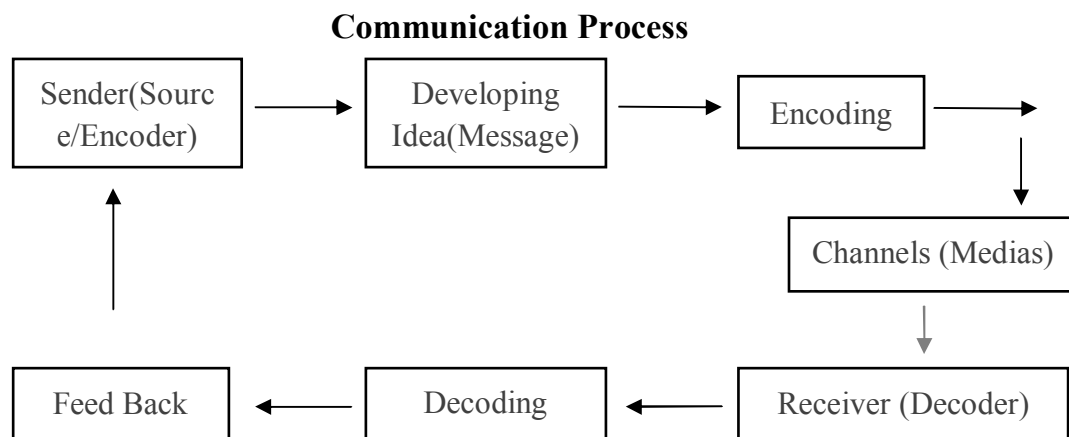 Communication Process
Sender(Sourc
e/Encoder)
Developing
Idea(Message)
Encoding
Channels (Medias)
Receiver (Decoder)
Decoding
Feed Back